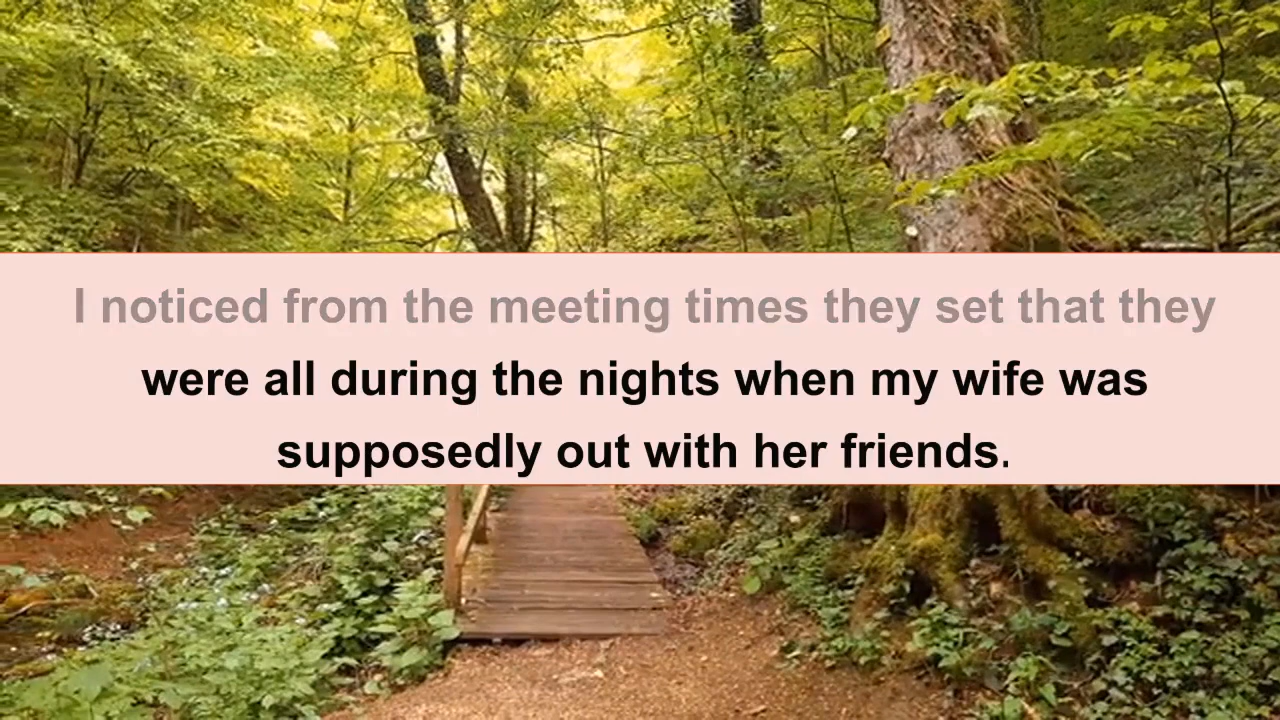 I noticed from the meeting times they set that they
were all during the nights when my wife was
supposedly out with her friends.